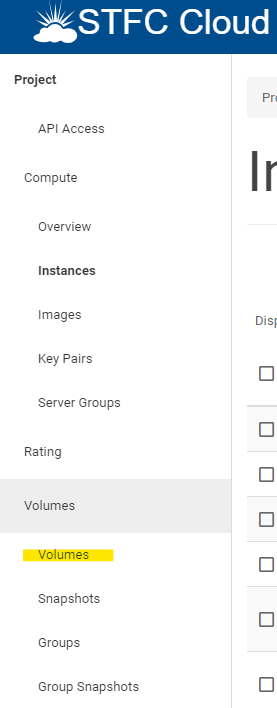 STFC Cloud
Project
API Access
Compute
Overview
Instances
Images
Key Pairs
Server Groups
Rating
Volumes
Volumes
Snapshots
Groups
Group Snapshots